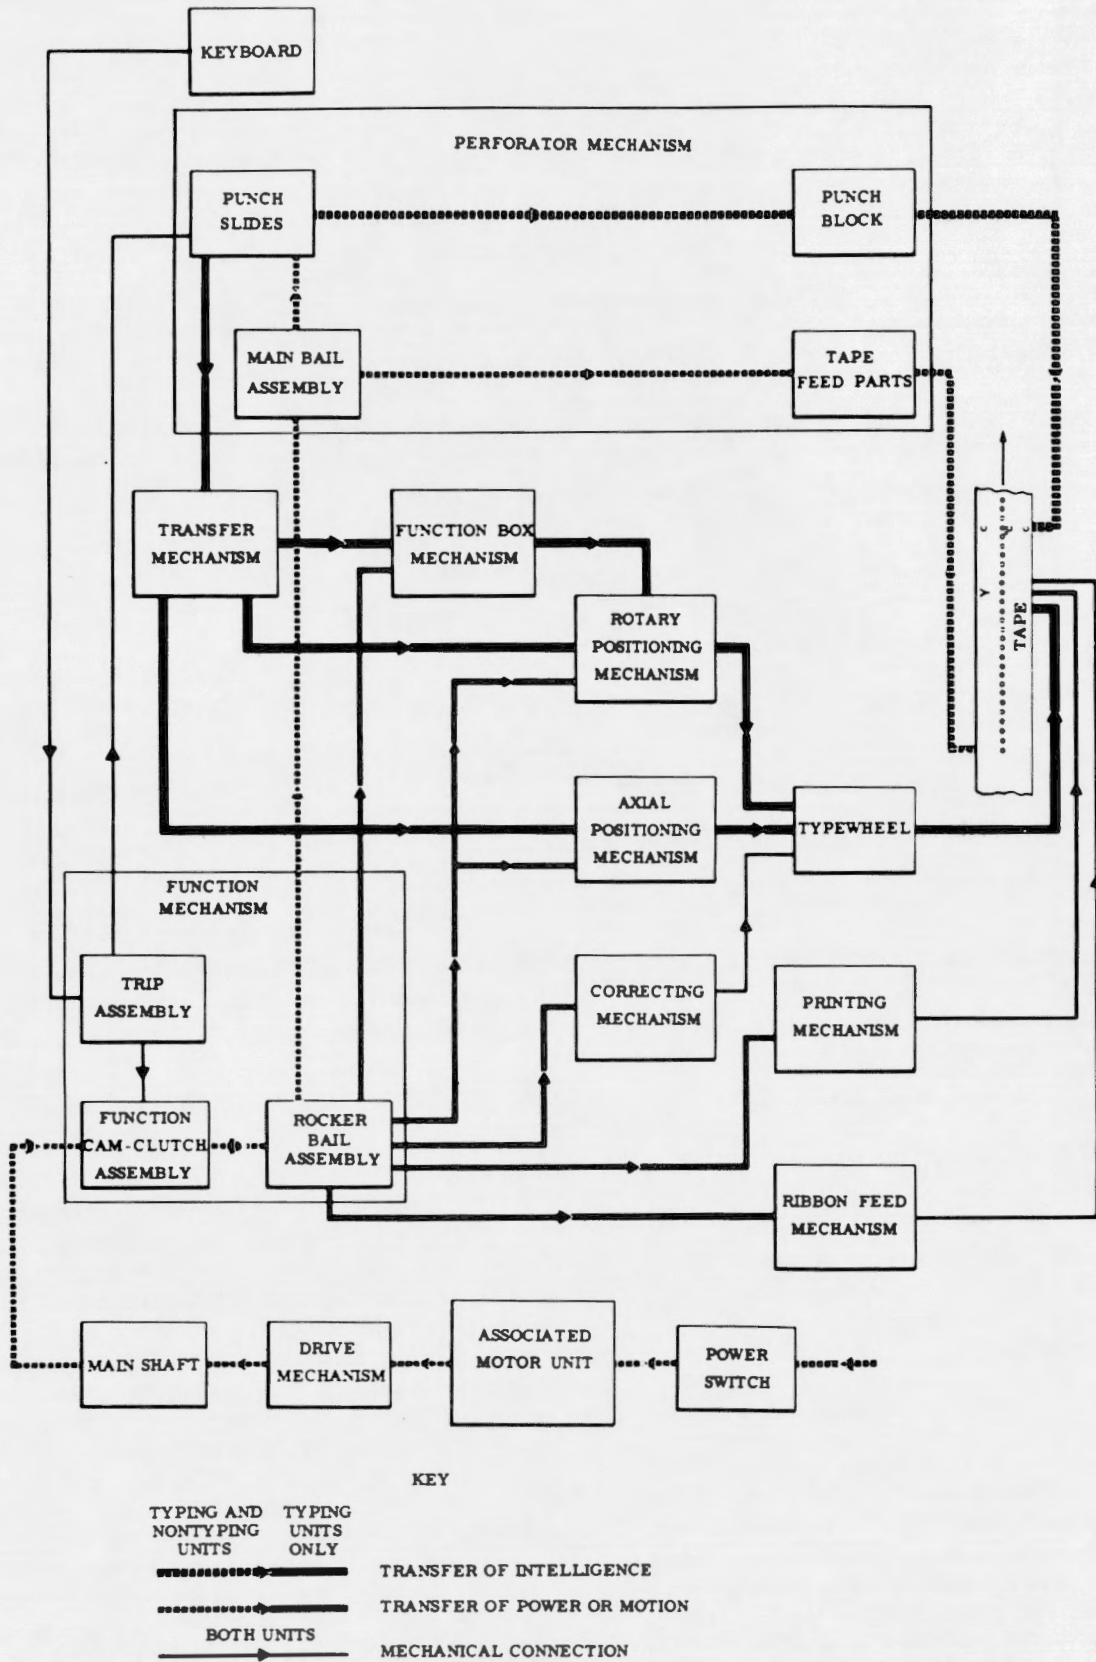 KEYBOARD
PERFORATOR MECHANISM
PUNCH
SLIDES
PUNCH
BLOCK
MAIN BAIL
ASSEMBLY
TAPE
FEED PARTS
TRANSFER
MECHANISM
FUNCTION BOX
MECHANISM
C C
Y
TAPE
ROTARY
POSITIONING
MECHANISM
AXIAL
POSITIONING
MECHANISM
TYPEWHEEL
FUNCTION
MECHANISM
TRIP
ASSEMBLY
CORRECTING
MECHANISM
PRINTING
MECHANISM
FUNCTION
CAM-CLUTCH
ASSEMBLY
ROCKER
BAIL
ASSEMBLY
RIBBON FEED
MECHANISM
MAIN SHAFT
DRIVE
MECHANISM
ASSOCIATED
MOTOR UNIT
POWER
SWITCH
KEY
TYPING AND
NONTYPING
UNITS
TYPING
UNITS
ONLY
TRANSFER OF INTELLIGENCE
TRANSFER OF POWER OR MOTION
BOTH UNITS
MECHANICAL CONNECTION